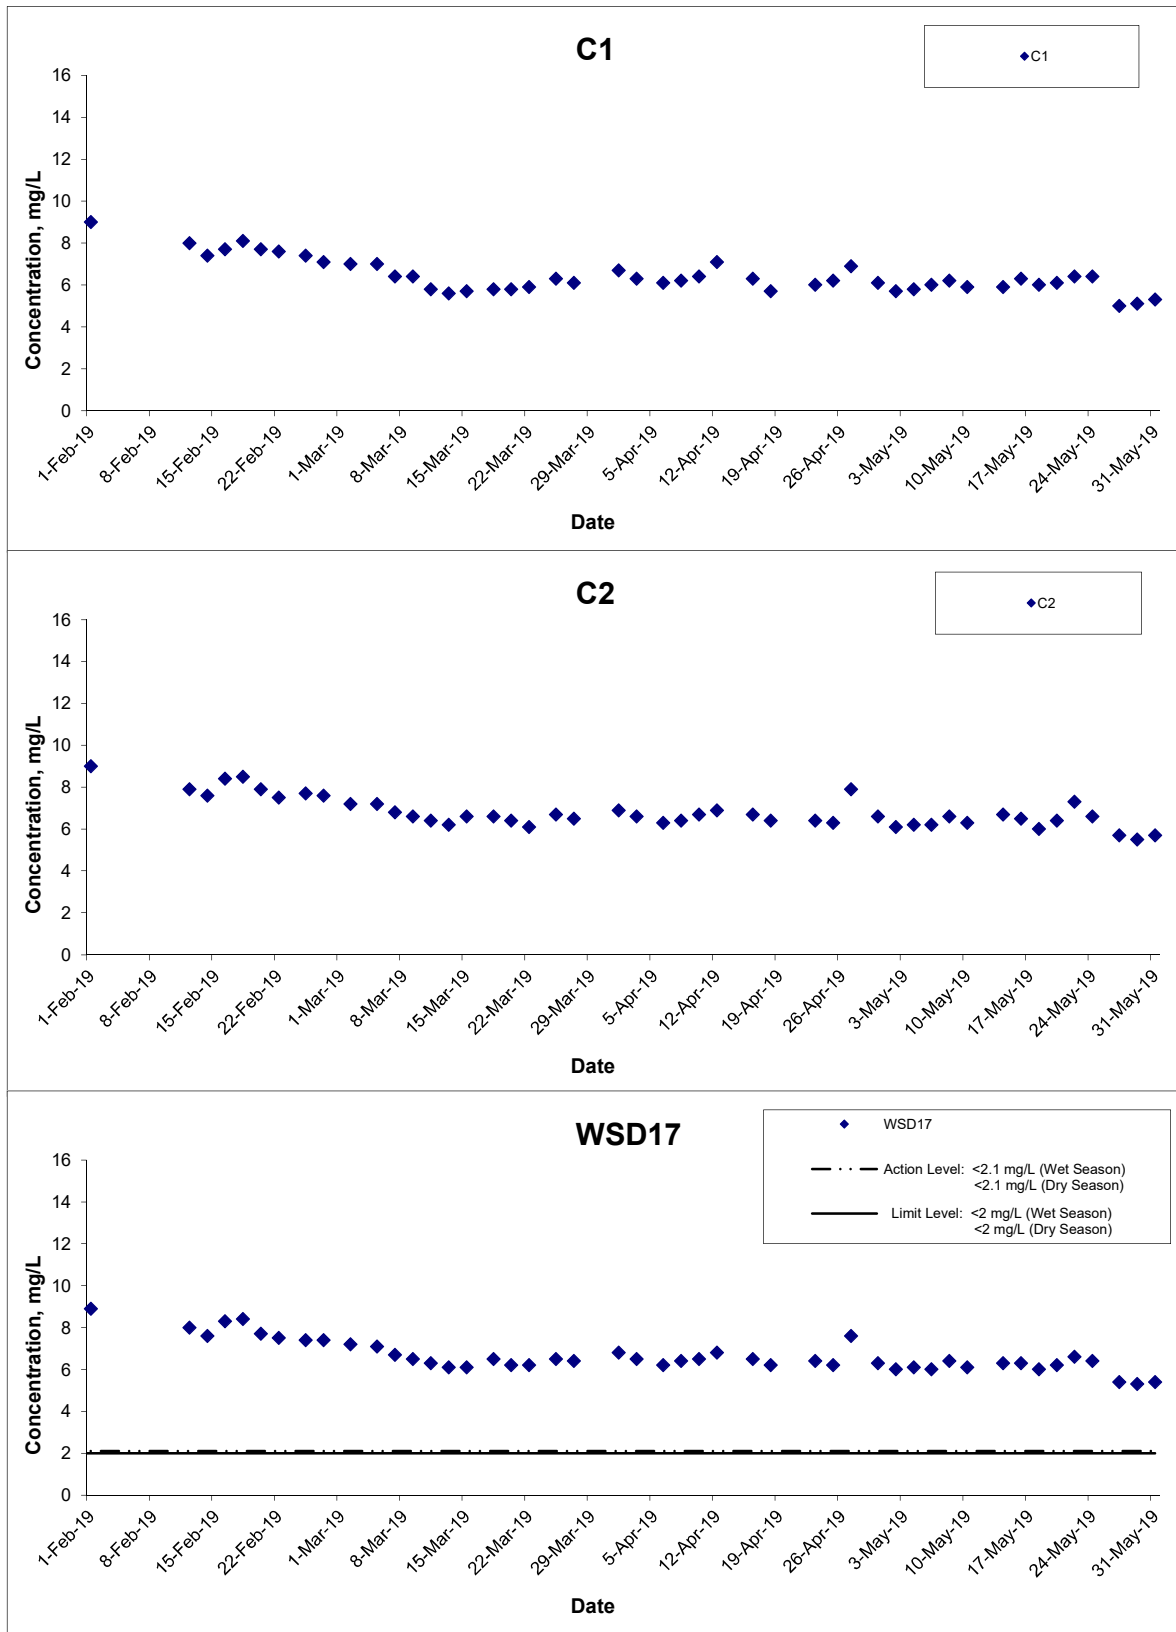 C1
C1
16
14
12
10
8
6
4
2
0
Concentration, mg/L
1-Feb-19
8-Feb-19
15-Feb-19
22-Feb-19
1-Mar-19
8-Mar-19
15-Mar-19
22-Mar-19
29-Mar-19
5-Apr-19
12-Apr-19
19-Apr-19
26-Apr-19
3-May-19
10-May-19
17-May-19
24-May-19
31-May-19
Date
C2
C2
16
14
12
10
8
6
4
2
0
Concentration, mg/L
1-Feb-19
8-Feb-19
15-Feb-19
22-Feb-19
1-Mar-19
8-Mar-19
15-Mar-19
22-Mar-19
29-Mar-19
5-Apr-19
12-Apr-19
19-Apr-19
26-Apr-19
3-May-19
10-May-19
17-May-19
24-May-19
31-May-19
Date
WSD17
WSD17
Action Level: <2.1 mg/L (Wet Season)
<2.1 mg/L (Dry Season)
Limit Level: <2 mg/L (Wet Season)
<2 mg/L (Dry Season)
16
14
12
10
8
6
4
2
0
Concentration, mg/L
1-Feb-19
8-Feb-19
15-Feb-19
22-Feb-19
1-Mar-19
8-Mar-19
15-Mar-19
22-Mar-19
29-Mar-19
5-Apr-19
12-Apr-19
19-Apr-19
26-Apr-19
3-May-19
10-May-19
17-May-19
24-May-19
31-May-19
Date